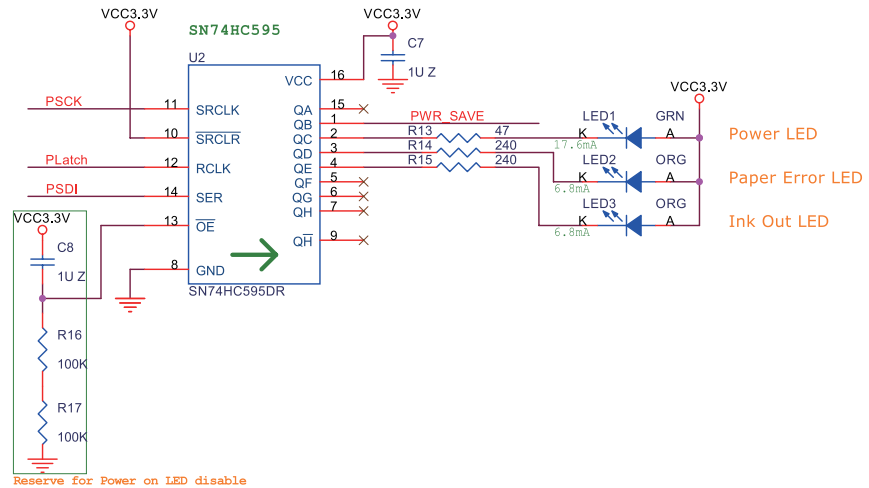 VCC3.3V
SN74HC595
VCC3.3V
C7
1U Z
U2
VCC 16
VCC3.3V
PSCK 11 SRCLK
QA 15
QB 1 PWR_SAVE
10 SRCLR
QC 2 R13 47
LED1 GRN
K A
17.6mA
Power LED
QD 3 R14 240
PLatch 12 RCLK
QE 4 R15 240
LED2 ORG
K A
6.8mA
Paper Error LED
QF 5
PSDI 14 SER
QG 6
QH 7
LED3 ORG
K A
6.8mA
Ink Out LED
VCC3.3V
13 OE
QH 9
C8
1U Z
8 GND
SN74HC595DR
R16
100K
R17
100K
Reserve for Power on LED disable